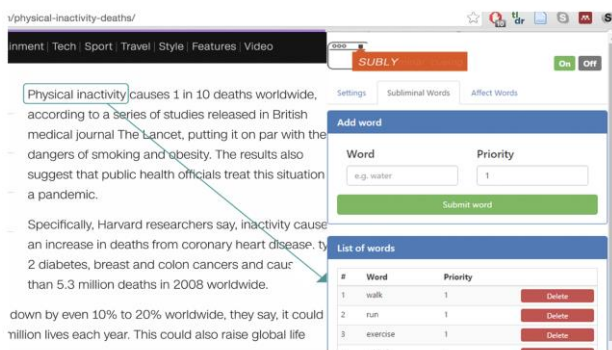 n/physical-inactivity-deaths/
inment | Tech | Sport | Travel | Style | Features | Video
Physical inactivity causes 1 in 10 deaths worldwide,
according to a series of studies released in British
medical journal The Lancet, putting it on par with the
dangers of smoking and obesity. The results also
suggest that public health officials treat this situation
a pandemic.
Specifically, Harvard researchers say, inactivity cause
an increase in deaths from coronary heart disease, ty
2 diabetes, breast and colon cancers and caus
than 5.3 million deaths in 2008 worldwide.
down by even 10% to 20% worldwide, they say, it could
million lives each year. This could also raise global life
tl;dr
SUBLY
On Off
Settings Subliminal Words Affect Words
Add word
Word Priority
e.g. water 1
Submit word
List of words
# Word Priority
1 walk 1 Delete
2 run 1 Delete
3 exercise 1 Delete